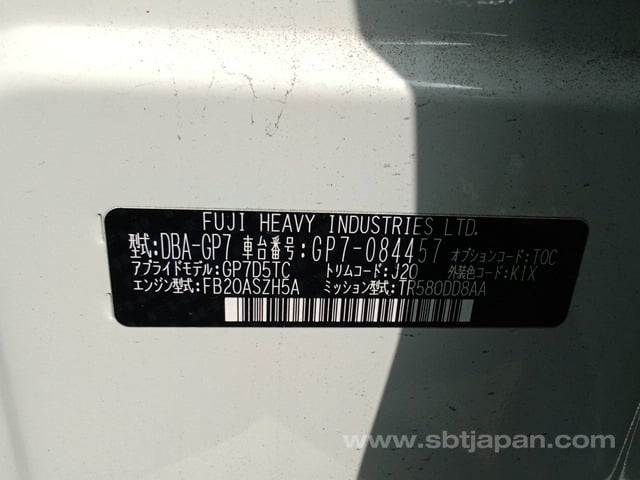 FUJI HEAVY INDUSTRIES LTD.
型式:DBA-GP7 車台番号:GP7-084457 オプションコード:TOC
アプライドモデル:GP7D5TC トリムコード:J20 外装色コード:K1X
エンジン型式:FB20ASZH5A ミッション型式:TR580DD8AA
www.sbtjapan.com